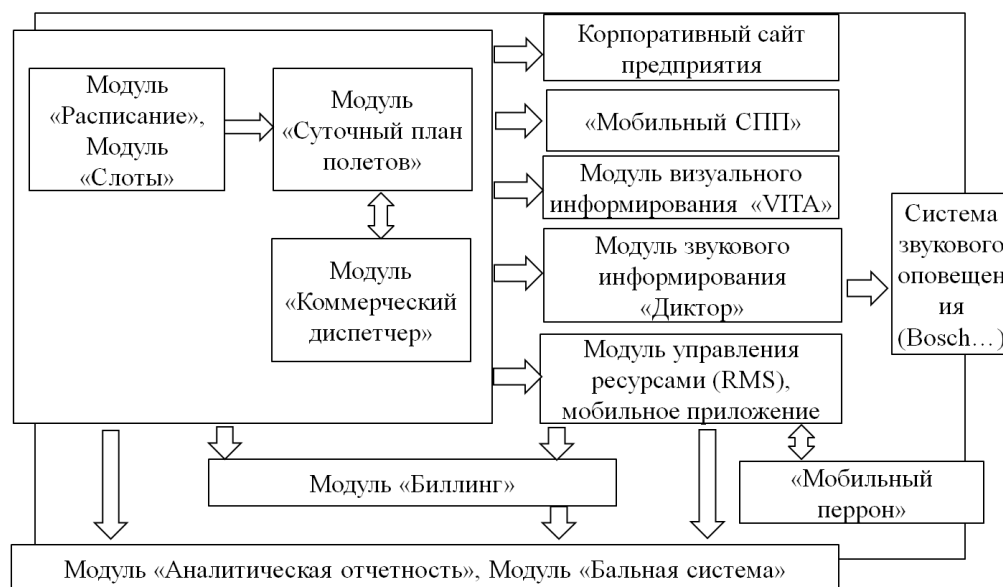 Модуль
«Расписание»,
Модуль
«Слоты»
Модуль
«Суточный план
полетов»
Модуль
«Коммерческий
диспетчер»
Корпоративный сайт
предприятия
«Мобильный СПП»
Модуль визуального
информирования «VITA»
Модуль звукового
информирования
«Диктор»
Система
звукового
оповещен
ия
(Bosch…)
Модуль управления
ресурсами (RMS),
мобильное приложение
Модуль «Биллинг»
«Мобильный
перрон»
Модуль «Аналитическая отчетность», Модуль «Бальная система»